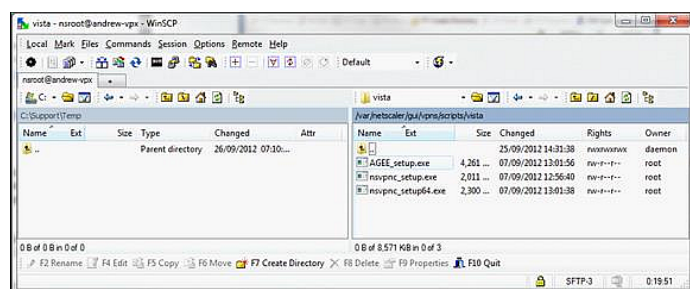 vista - nsroot@andrew-vpx - WinSCP
Local Mark Files Commands Session Options Remote Help
Default
nsroot@andrew-vpx
C: vista
C:\Support\Temp /var/netscaler/gui/vpns/scripts/vista
Name Ext Size Type Changed Attr Name Ext Size Changed Rights Owner
.. Parent directory 26/09/2012 07:10:... .. 25/09/2012 14:31:38 rwxrwxrwx daemon
AGEE_setup.exe 4,261 ... 07/09/2012 13:01:56 rw-r--r-- root
nsvpnc_setup.exe 2,011 ... 07/09/2012 12:56:40 rw-r--r-- root
nsvpnc_setup64.exe 2,300 ... 07/09/2012 13:01:38 rw-r--r-- root
0 B of 0 B in 0 of 0 0 B of 8,571 KiB in 0 of 3
F2 Rename F4 Edit F5 Copy F6 Move F7 Create Directory F8 Delete F9 Properties F10 Quit
SFTP-3 0:19:51